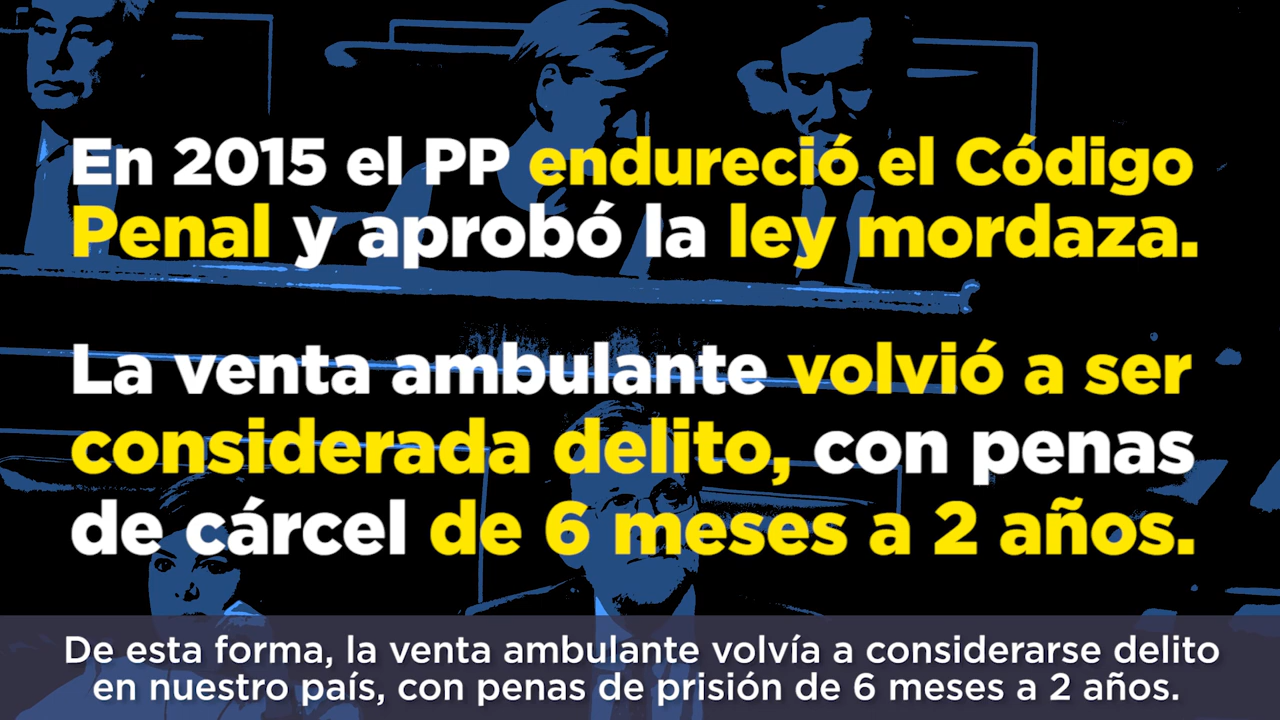 En 2015 el PP endureció el Código
Penal y aprobó la ley mordaza.
La venta ambulante volvió a ser
considerada delito, con penas
de cárcel de 6 meses a 2 años.
De esta forma, la venta ambulante volvía a considerarse delito
en nuestro país, con penas de prisión de 6 meses a 2 años.